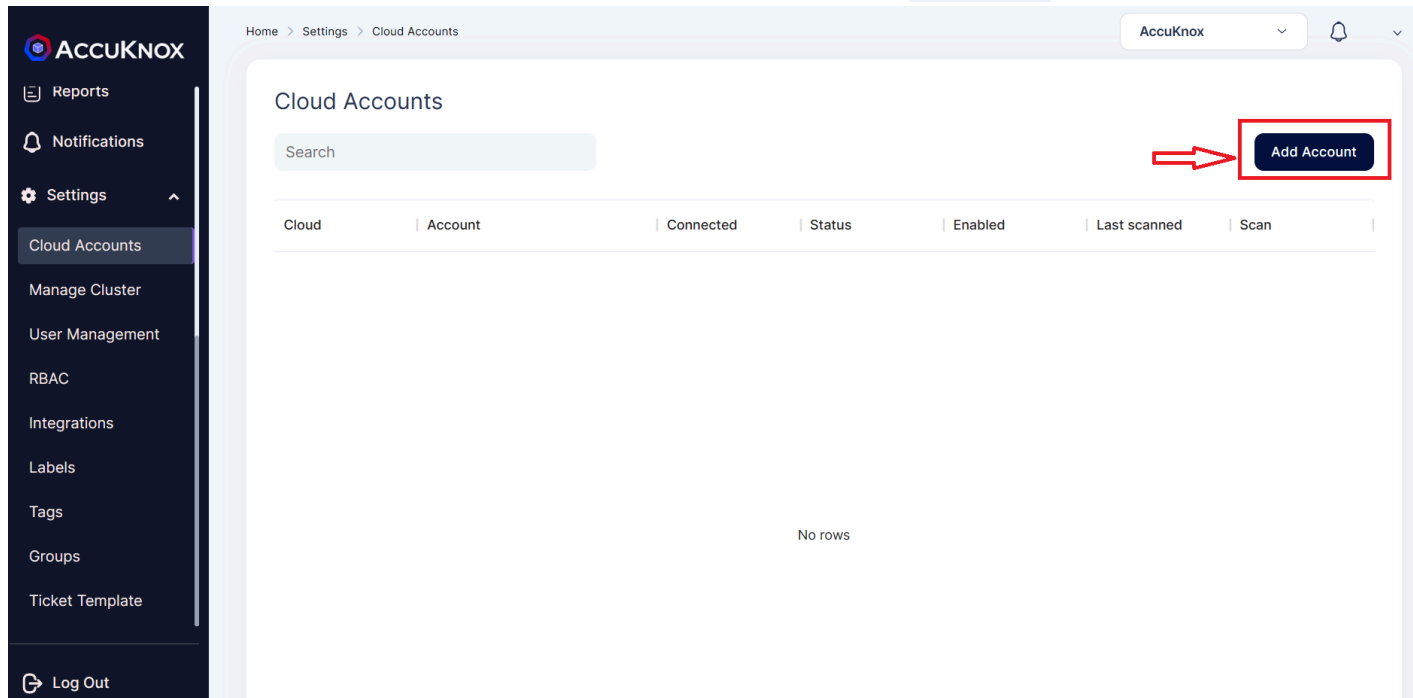 ACCUKNOX
Reports
Notifications
Settings
Cloud Accounts
Manage Cluster
User Management
RBAC
Integrations
Labels
Tags
Groups
Ticket Template
Log Out
Home > Settings > Cloud Accounts
AccuKnox
Cloud Accounts
Search
Add Account
Cloud Account Connected Status Enabled Last scanned Scan
No rows